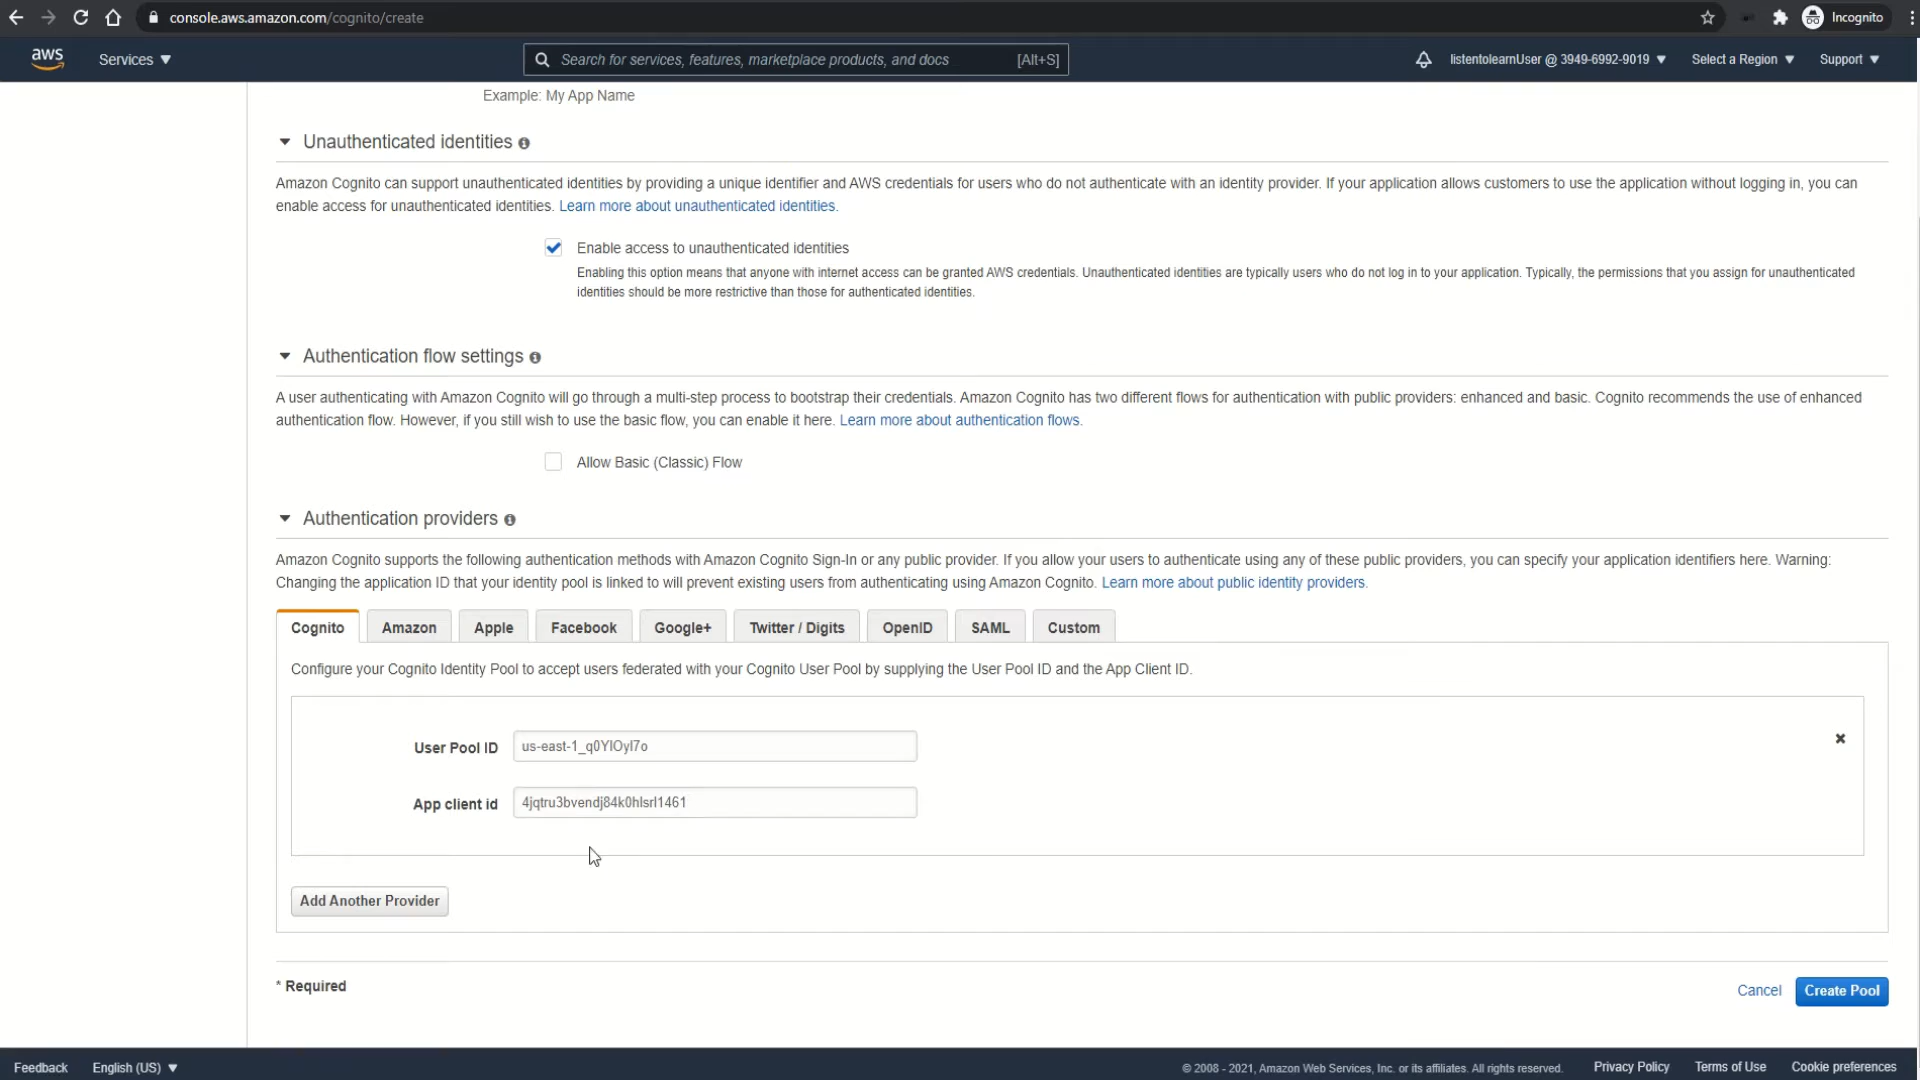 console.aws.amazon.com/cognito/create
Incognito
aws
Services
Search for services, features, marketplace products, and docs
[Alt+S]
listentolearnUser @ 3949-6992-9019
Select a Region
Support
Example: My App Name
Unauthenticated identities
Amazon Cognito can support unauthenticated identities by providing a unique identifier and AWS credentials for users who do not authenticate with an identity provider. If your application allows customers to use the application without logging in, you can
enable access for unauthenticated identities. Learn more about unauthenticated identities.
Enable access to unauthenticated identities
Enabling this option means that anyone with internet access can be granted AWS credentials. Unauthenticated identities are typically users who do not log in to your application. Typically, the permissions that you assign for unauthenticated
identities should be more restrictive than those for authenticated identities.
Authentication flow settings
A user authenticating with Amazon Cognito will go through a multi-step process to bootstrap their credentials. Amazon Cognito has two different flows for authentication with public providers: enhanced and basic. Cognito recommends the use of enhanced
authentication flow. However, if you still wish to use the basic flow, you can enable it here. Learn more about authentication flows.
Allow Basic (Classic) Flow
Authentication providers
Amazon Cognito supports the following authentication methods with Amazon Cognito Sign-In or any public provider. If you allow your users to authenticate using any of these public providers, you can specify your application identifiers here. Warning:
Changing the application ID that your identity pool is linked to will prevent existing users from authenticating using Amazon Cognito. Learn more about public identity providers.
Cognito
Amazon
Apple
Facebook
Google+
Twitter / Digits
OpenID
SAML
Custom
Configure your Cognito Identity Pool to accept users federated with your Cognito User Pool by supplying the User Pool ID and the App Client ID.
User Pool ID
us-east-1_q0YlOyl7o
App client id
4jqtru3bvendj84k0hlsrl1461
Add Another Provider
* Required
Cancel
Create Pool
Feedback
English (US)
© 2008 - 2021, Amazon Web Services, Inc. or its affiliates. All rights reserved.
Privacy Policy
Terms of Use
Cookie preferences